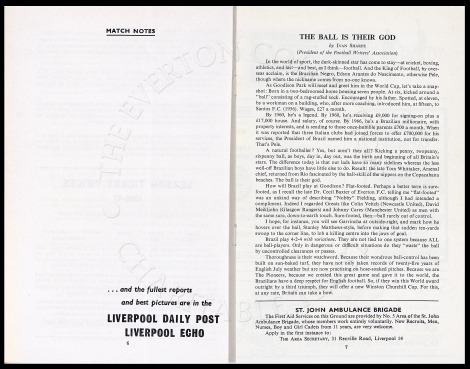 MATCH NOTES
. . . and the fullest reports
and best pictures are in the
LIVERPOOL DAILY POST
LIVERPOOL ECHO
6
THE BALL IS THEIR GOD
by IVAN SHARPE
(President of the Football Writers' Association)
In the world of sport, the dark-skinned star has come to stay—at cricket, boxing,
athletics, and last—and best, as I think—football. And the King of Football, by over-
seas acclaim, is the Brazilian Negro, Edson Arantes do Nascimento, otherwise Pele,
though where the nickname comes from no-one knows.
As Goodison Park will meet and greet him in the World Cup, let's take a snap-
shot: Born in a two-bedroomed house housing seven people. At six, kicked around a
"ball" consisting of a rag-stuffed sock. Encouraged by his father. Spotted, at eleven,
by a workman on a building, who, after more coaching, introduced him, at fifteen, to
Santos F.C. (1956). Wages, £27 a month.
By 1960, he's a legend. By 1960, he's receiving £9,000 for signing-on plus a
£17,000 house. And salary, of course. By 1966, he's a Brazilian millionaire, with
property interests, and is sending to those once-humble parents £700 a month. When
it was reported that three Italian clubs had joined forces to offer £700,000 for his
services, the President of Brazil named him a national institution, not for transfer.
That's Pele.
A natural footballer? Yes, but aren't they all? Kicking a penny, twopenny,
sixpenny ball, as boys, day in, day out, was the birth and beginning of all Britain's
stars. The difference today is that our lads have so many sidelines whereas the less
well-off Brazilian boys have little else to do. Result: the late Tom Whittaker, Arsenal
chief, returned from Rio fascinated by the ball-skill of the nippers on the Copacabana
beaches. The ball is their god.
How will Brazil play at Goodison? Flat-footed. Perhaps a better term is sure-
footed, as I recall the late Dr. Cecil Baxter of Everton F.C. telling me "flat-footed"
was an unkind way of describing "Nobby" Fielding, although I had intended a
compliment. Indeed I regarded Crouds like Colin Veitch (Newcastle United), David
Meiklejohn (Glasgow Rangers) and Johnny Carey (Manchester United) as men with
the same sure, down-to-earth touch. Sure-footed, then—ball rarely out of control.
I hope, for instance, you will see Garrincha at outside-right, and mark how he
hovers over the ball, Stanley Matthews-style, before making that sudden ten-yards
swoop to the corner line, to lob a killing centre into the jaws of goal.
Brazil play 4-2-4 with variations. They are not tied to one system because ALL
are ball-players. Only in dangerous or difficult situations do they "waste" the ball
by uncontrolled clearances or passes.
Thoroughness is their watchword. Because their wondrous ball-control has been
built on sun-baked turf, they have not only taken records of twenty-five years of
English July weather but are now practising on hose-soaked pitches. Because we are
The Pioneers, because we created this great game and gave it to the world, the
Brazilians have a deep respect for English football. So, if they win this World award
outright by a third triumph, they will offer a new Winston Churchill Cup. For this,
at any rate, Britain can take a bow.
ST. JOHN AMBULANCE BRIGADE
The First Aid Services on this Ground are provided by No. 5 Area of the St. John
Ambulance Brigade, whose members work entirely voluntarily. New Recruits, Men,
Nurses, Boy and Girl Cadets from 11 years, are very welcome.
Apply in the first instance to:
THE AREA SECRETARY, 31 Renville Road, Liverpool 14
7